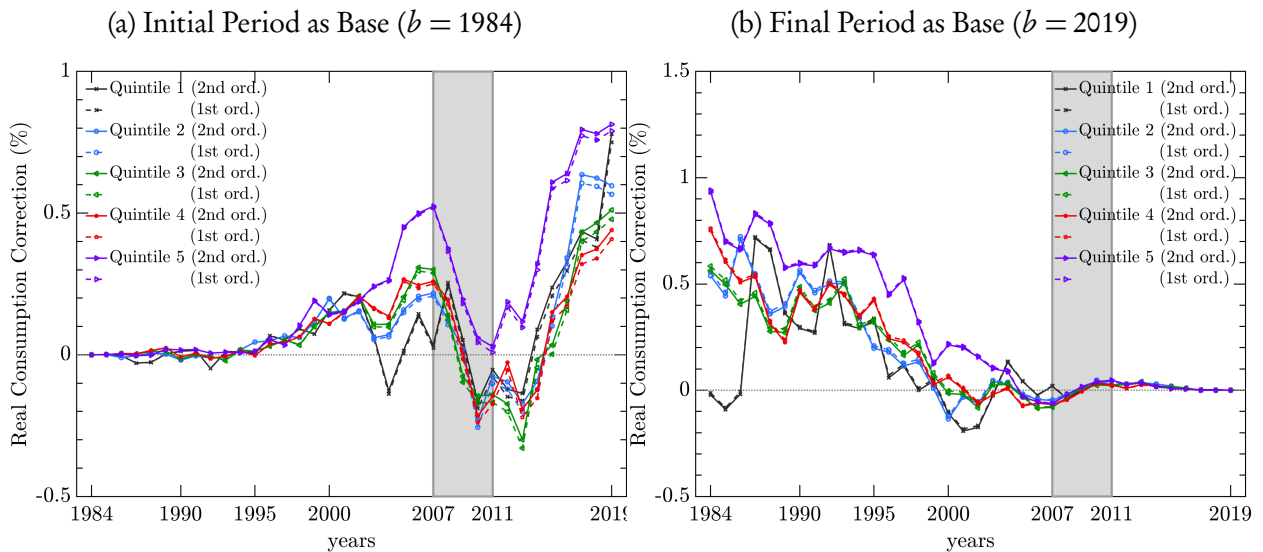 (a) Initial Period as Base (b = 1984)
Real Consumption Correction (%)
1
0.5
0
-0.5
Quintile 1 (2nd ord.)
(1st ord.)
Quintile 2 (2nd ord.)
(1st ord.)
Quintile 3 (2nd ord.)
(1st ord.)
Quintile 4 (2nd ord.)
(1st ord.)
Quintile 5 (2nd ord.)
(1st ord.)
1984 1990 1995 2000 2007 2011 2019
years
(b) Final Period as Base (b = 2019)
Real Consumption Correction (%)
1.5
1
0.5
0
-0.5
Quintile 1 (2nd ord.)
(1st ord.)
Quintile 2 (2nd ord.)
(1st ord.)
Quintile 3 (2nd ord.)
(1st ord.)
Quintile 4 (2nd ord.)
(1st ord.)
Quintile 5 (2nd ord.)
(1st ord.)
1984 1990 1995 2000 2007 2011 2019
years